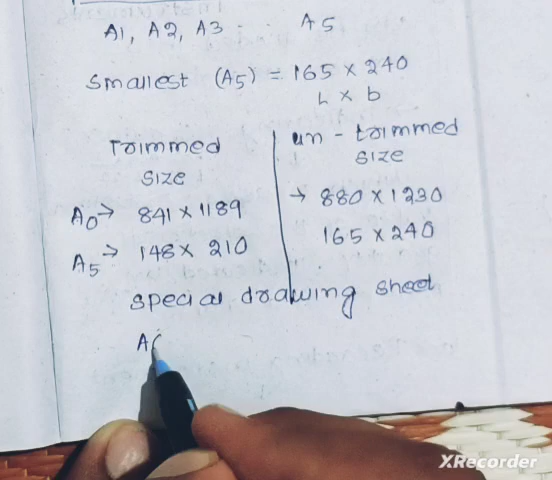 A1, A2, A3 A5
Smallest (A5) = 165 x 240
L x b
Trimmed size
un - trimmed size
A0 → 841 x 1189
→ 880 x 1230
A5 → 148 x 210
165 x 240
special drawing sheet
A
XRecorder